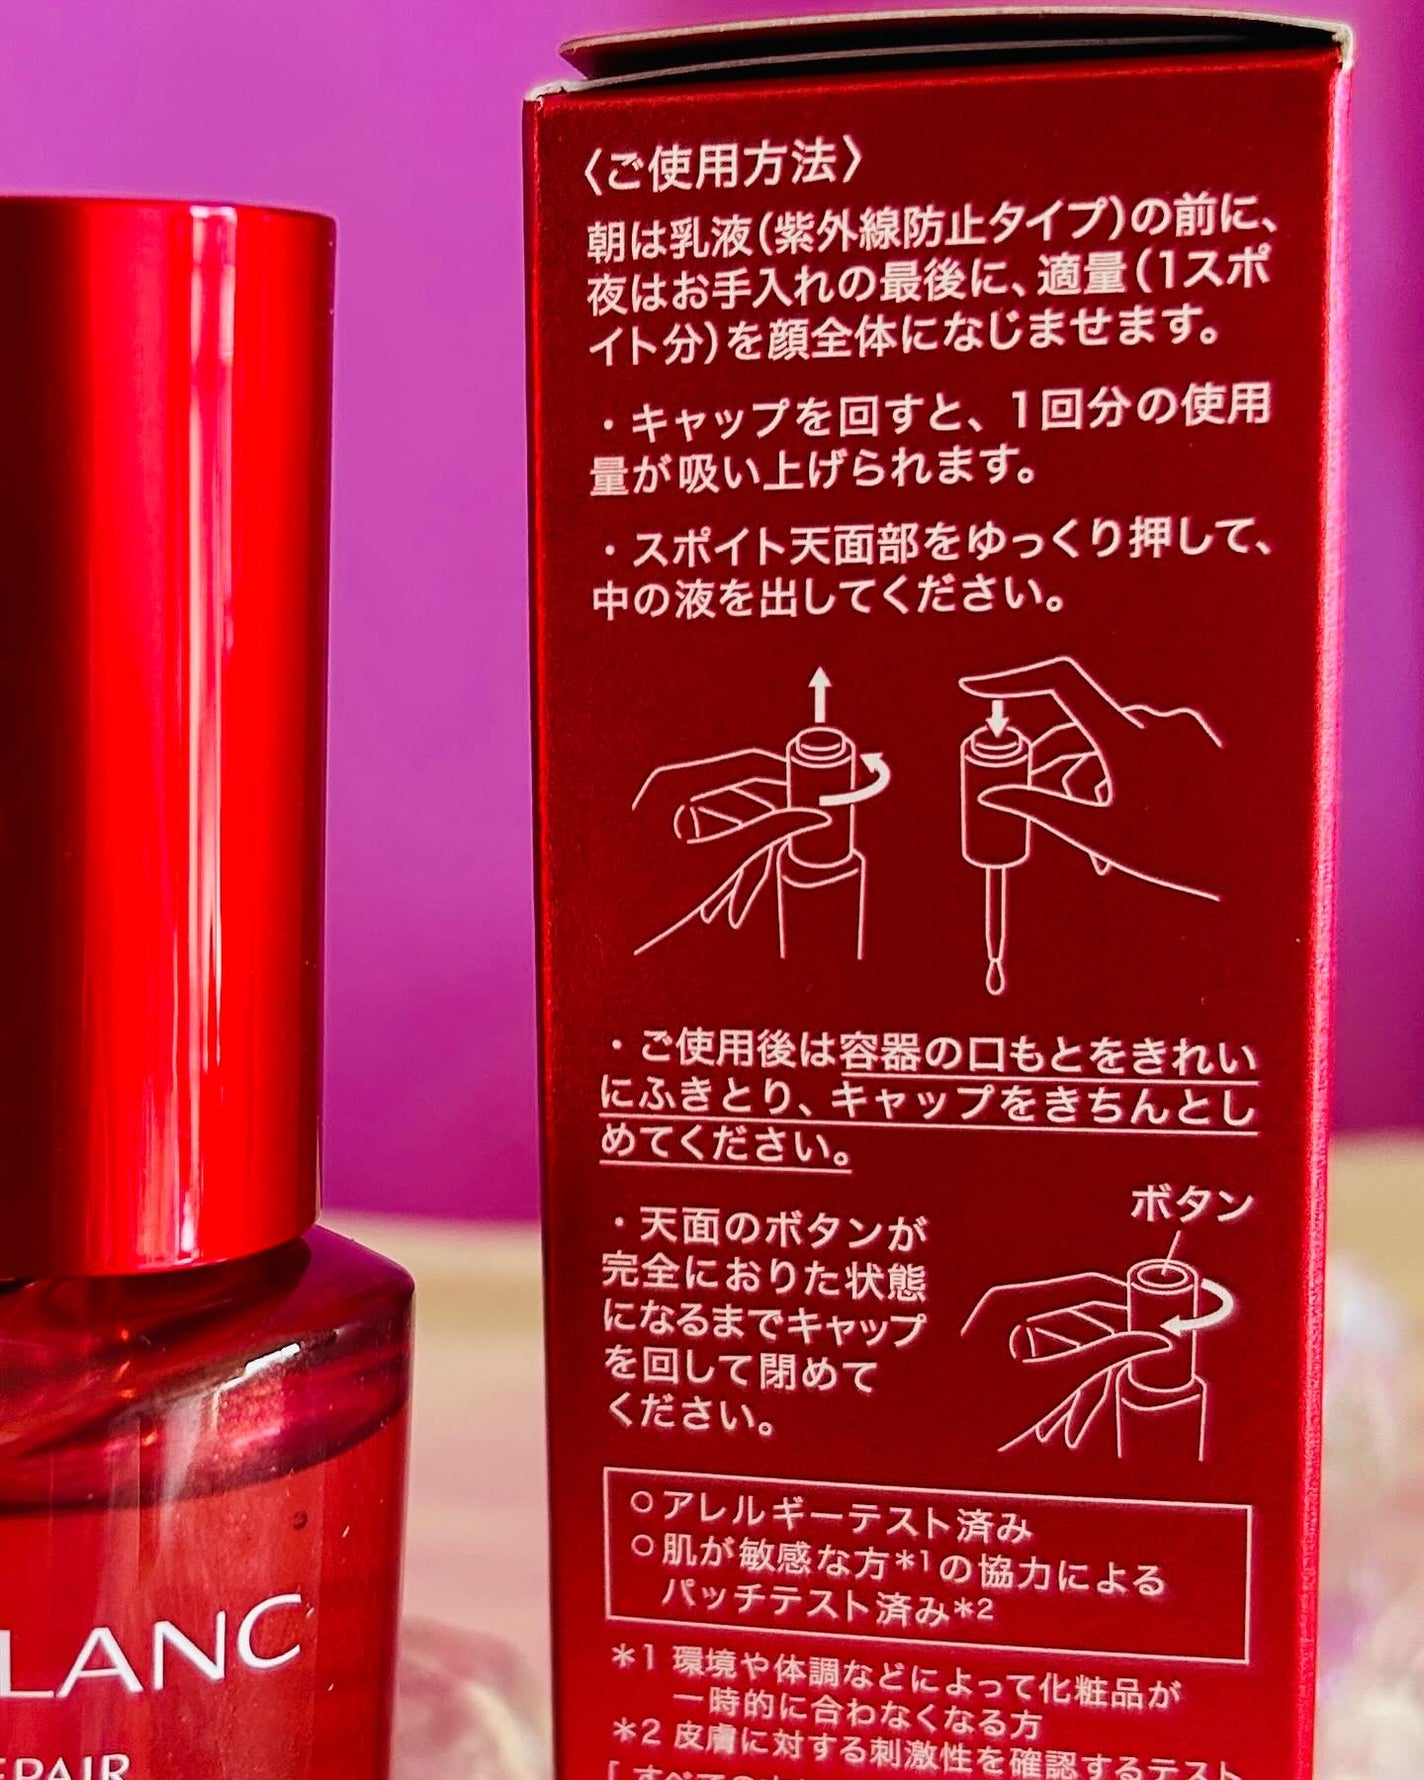 〈ご使用方法〉
朝は乳液(紫外線防止タイプ)の前に、
夜はお手入れの最後に、適量(1スポ
イト分)を顔全体になじませます。
・キャップを回すと、1回分の使用
量が吸い上げられます。
・スポイト天面部をゆっくり押して、
中の液を出してください。
・ご使用後は容器の口もとをきれい
にふきとり、キャップをきちんとし
めてください。
・天面のボタンが
完全におりた状態
になるまでキャップ
を回して閉めて
ください。
ボタン
○アレルギーテスト済み
○肌が敏感な方*1の協力による
パッチテスト済み*2
*1 環境や体調などによって化粧品が
一時的に合わなくなる方
*2 皮膚に対する刺激性を確認するテスト
LANC
EPAIR